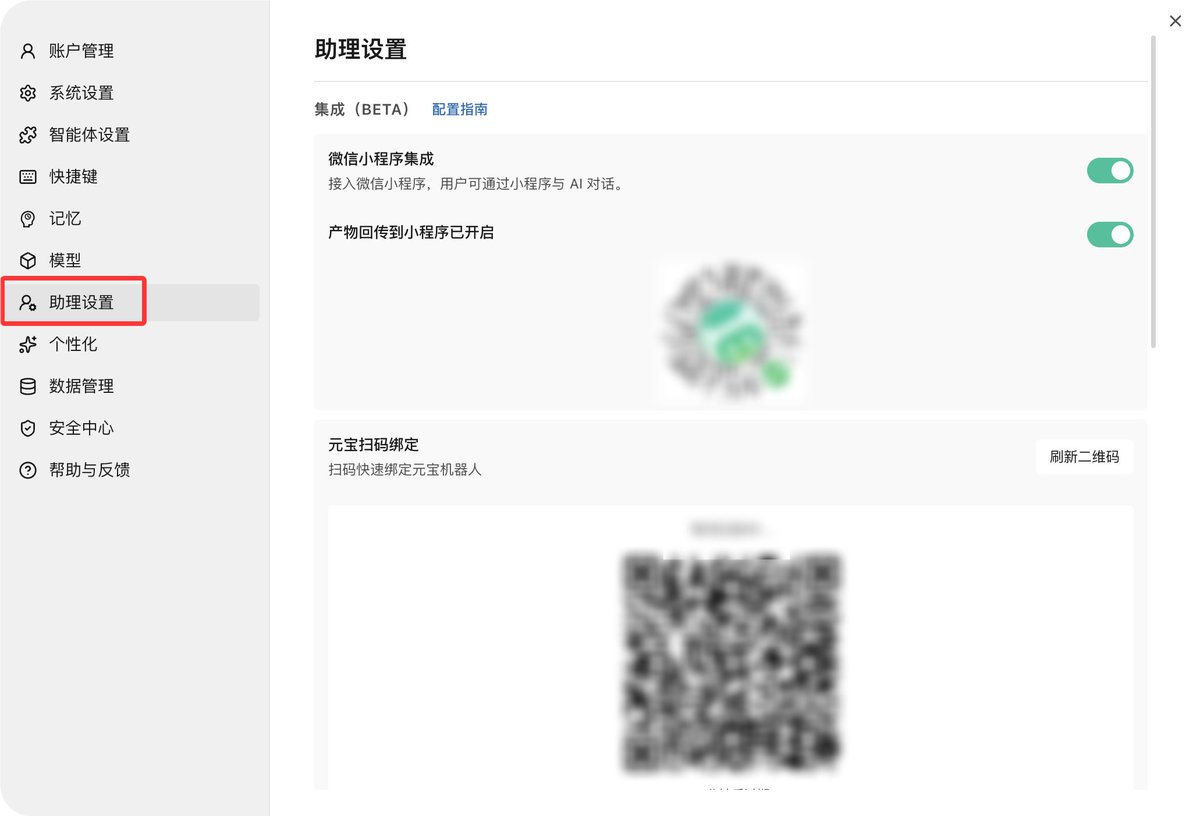 账户管理
系统设置
智能体设置
快捷键
记忆
模型
助理设置
个性化
数据管理
安全中心
帮助与反馈
助理设置
集成（BETA） 配置指南
微信小程序集成
接入微信小程序，用户可通过小程序与 AI 对话。
产物回传到小程序已开启
元宝扫码绑定
扫码快速绑定元宝机器人
刷新二维码